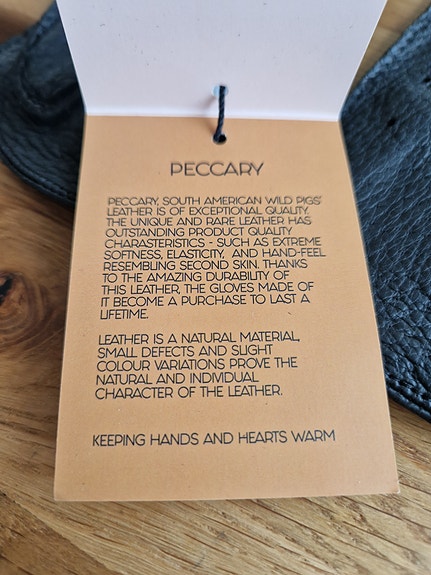 PECCARY
PECCARY, SOUTH AMERICAN WILD PIGS'
LEATHER IS OF EXCEPTIONAL QUALITY.
THE UNIQUE AND RARE LEATHER HAS
OUTSTANDING PRODUCT QUALITY
CHARASTERISTICS - SUCH AS EXTREME
SOFTNESS, ELASTICITY, AND HAND-FEEL
RESEMBLING SECOND SKIN. THANKS
TO THE AMAZING DURABILITY OF
THIS LEATHER, THE GLOVES MADE OF
IT BECOME A PURCHASE TO LAST A
LIFETIME.
LEATHER IS A NATURAL MATERIAL,
SMALL DEFECTS AND SLIGHT
COLOUR VARIATIONS PROVE THE
NATURAL AND INDIVIDUAL
CHARACTER OF THE LEATHER.
KEEPING HANDS AND HEARTS WARM